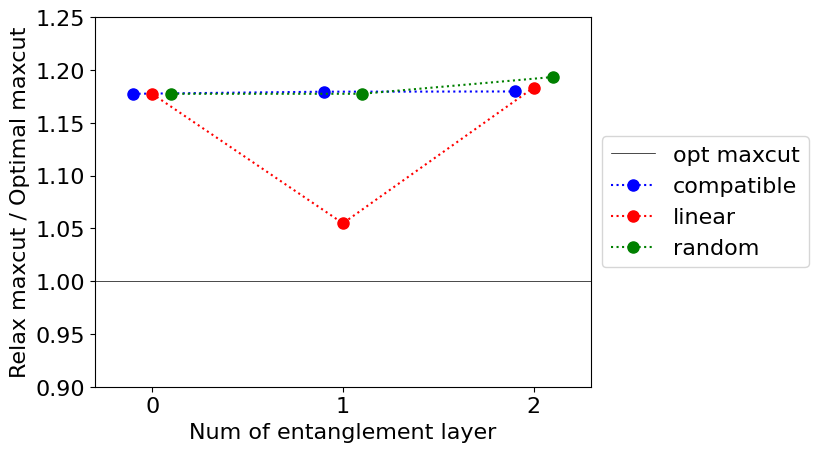 Relax maxcut / Optimal maxcut
1.25
1.20
1.15
1.10
1.05
1.00
0.95
0.90
0 1 2
Num of entanglement layer
opt maxcut
compatible
linear
random